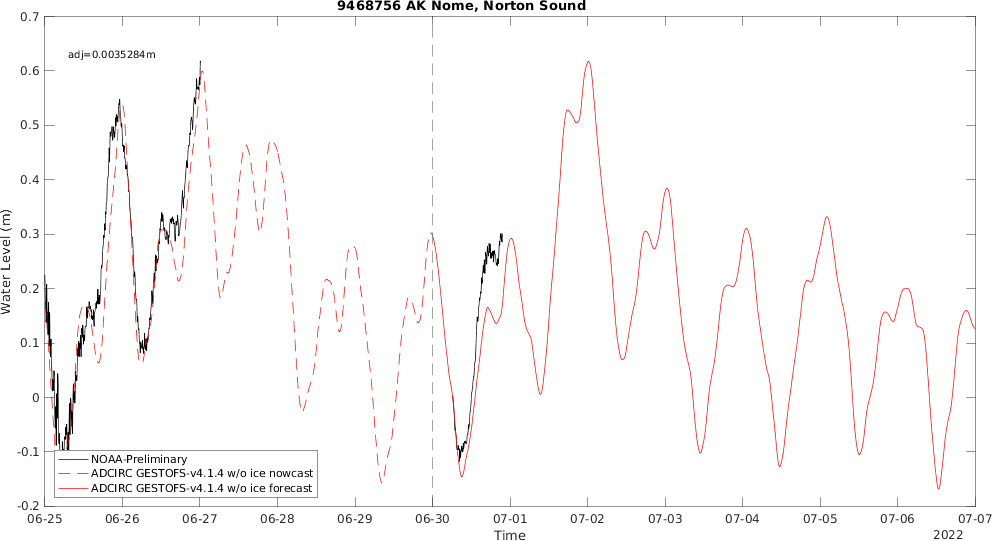 9468756 AK Nome, Norton Sound
adj=0.0035284m
Water Level (m)
0.7
0.6
0.5
0.4
0.3
0.2
0.1
0
-0.1
-0.2
NOAA-Preliminary
ADCIRC GESTOFS-v4.1.4 w/o ice nowcast
ADCIRC GESTOFS-v4.1.4 w/o ice forecast
06-25 06-26 06-27 06-28 06-29 06-30 07-01 07-02 07-03 07-04 07-05 07-06 07-07
Time
2022